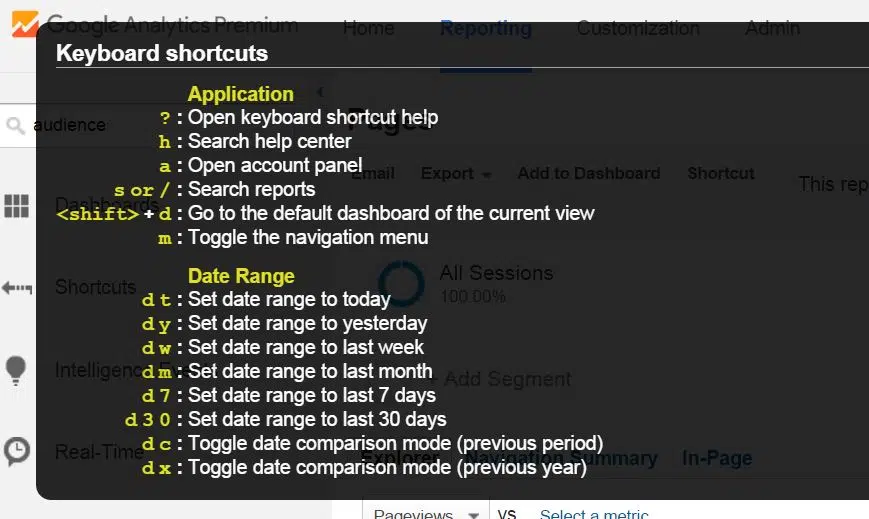 Google Analytics Premium
Home Reporting Customization Admin
Keyboard shortcuts
Application
? : Open keyboard shortcut help
h : Search help center
a : Open account panel
s or / : Search reports
<shift> + d : Go to the default dashboard of the current view
m : Toggle the navigation menu
Date Range
d t : Set date range to today
d y : Set date range to yesterday
d w : Set date range to last week
d m : Set date range to last month
d 7 : Set date range to last 7 days
d 3 0 : Set date range to last 30 days
d c : Toggle date comparison mode (previous period)
d x : Toggle date comparison mode (previous year)
audience
Dashboards
Shortcuts
Intelligence
Real-Time
Pages
Email Export Add to Dashboard Shortcut
This rep
All Sessions
100.00%
+ Add Segment
Explorer Navigation Summary In-Page
Pageviews VS. Select a metric